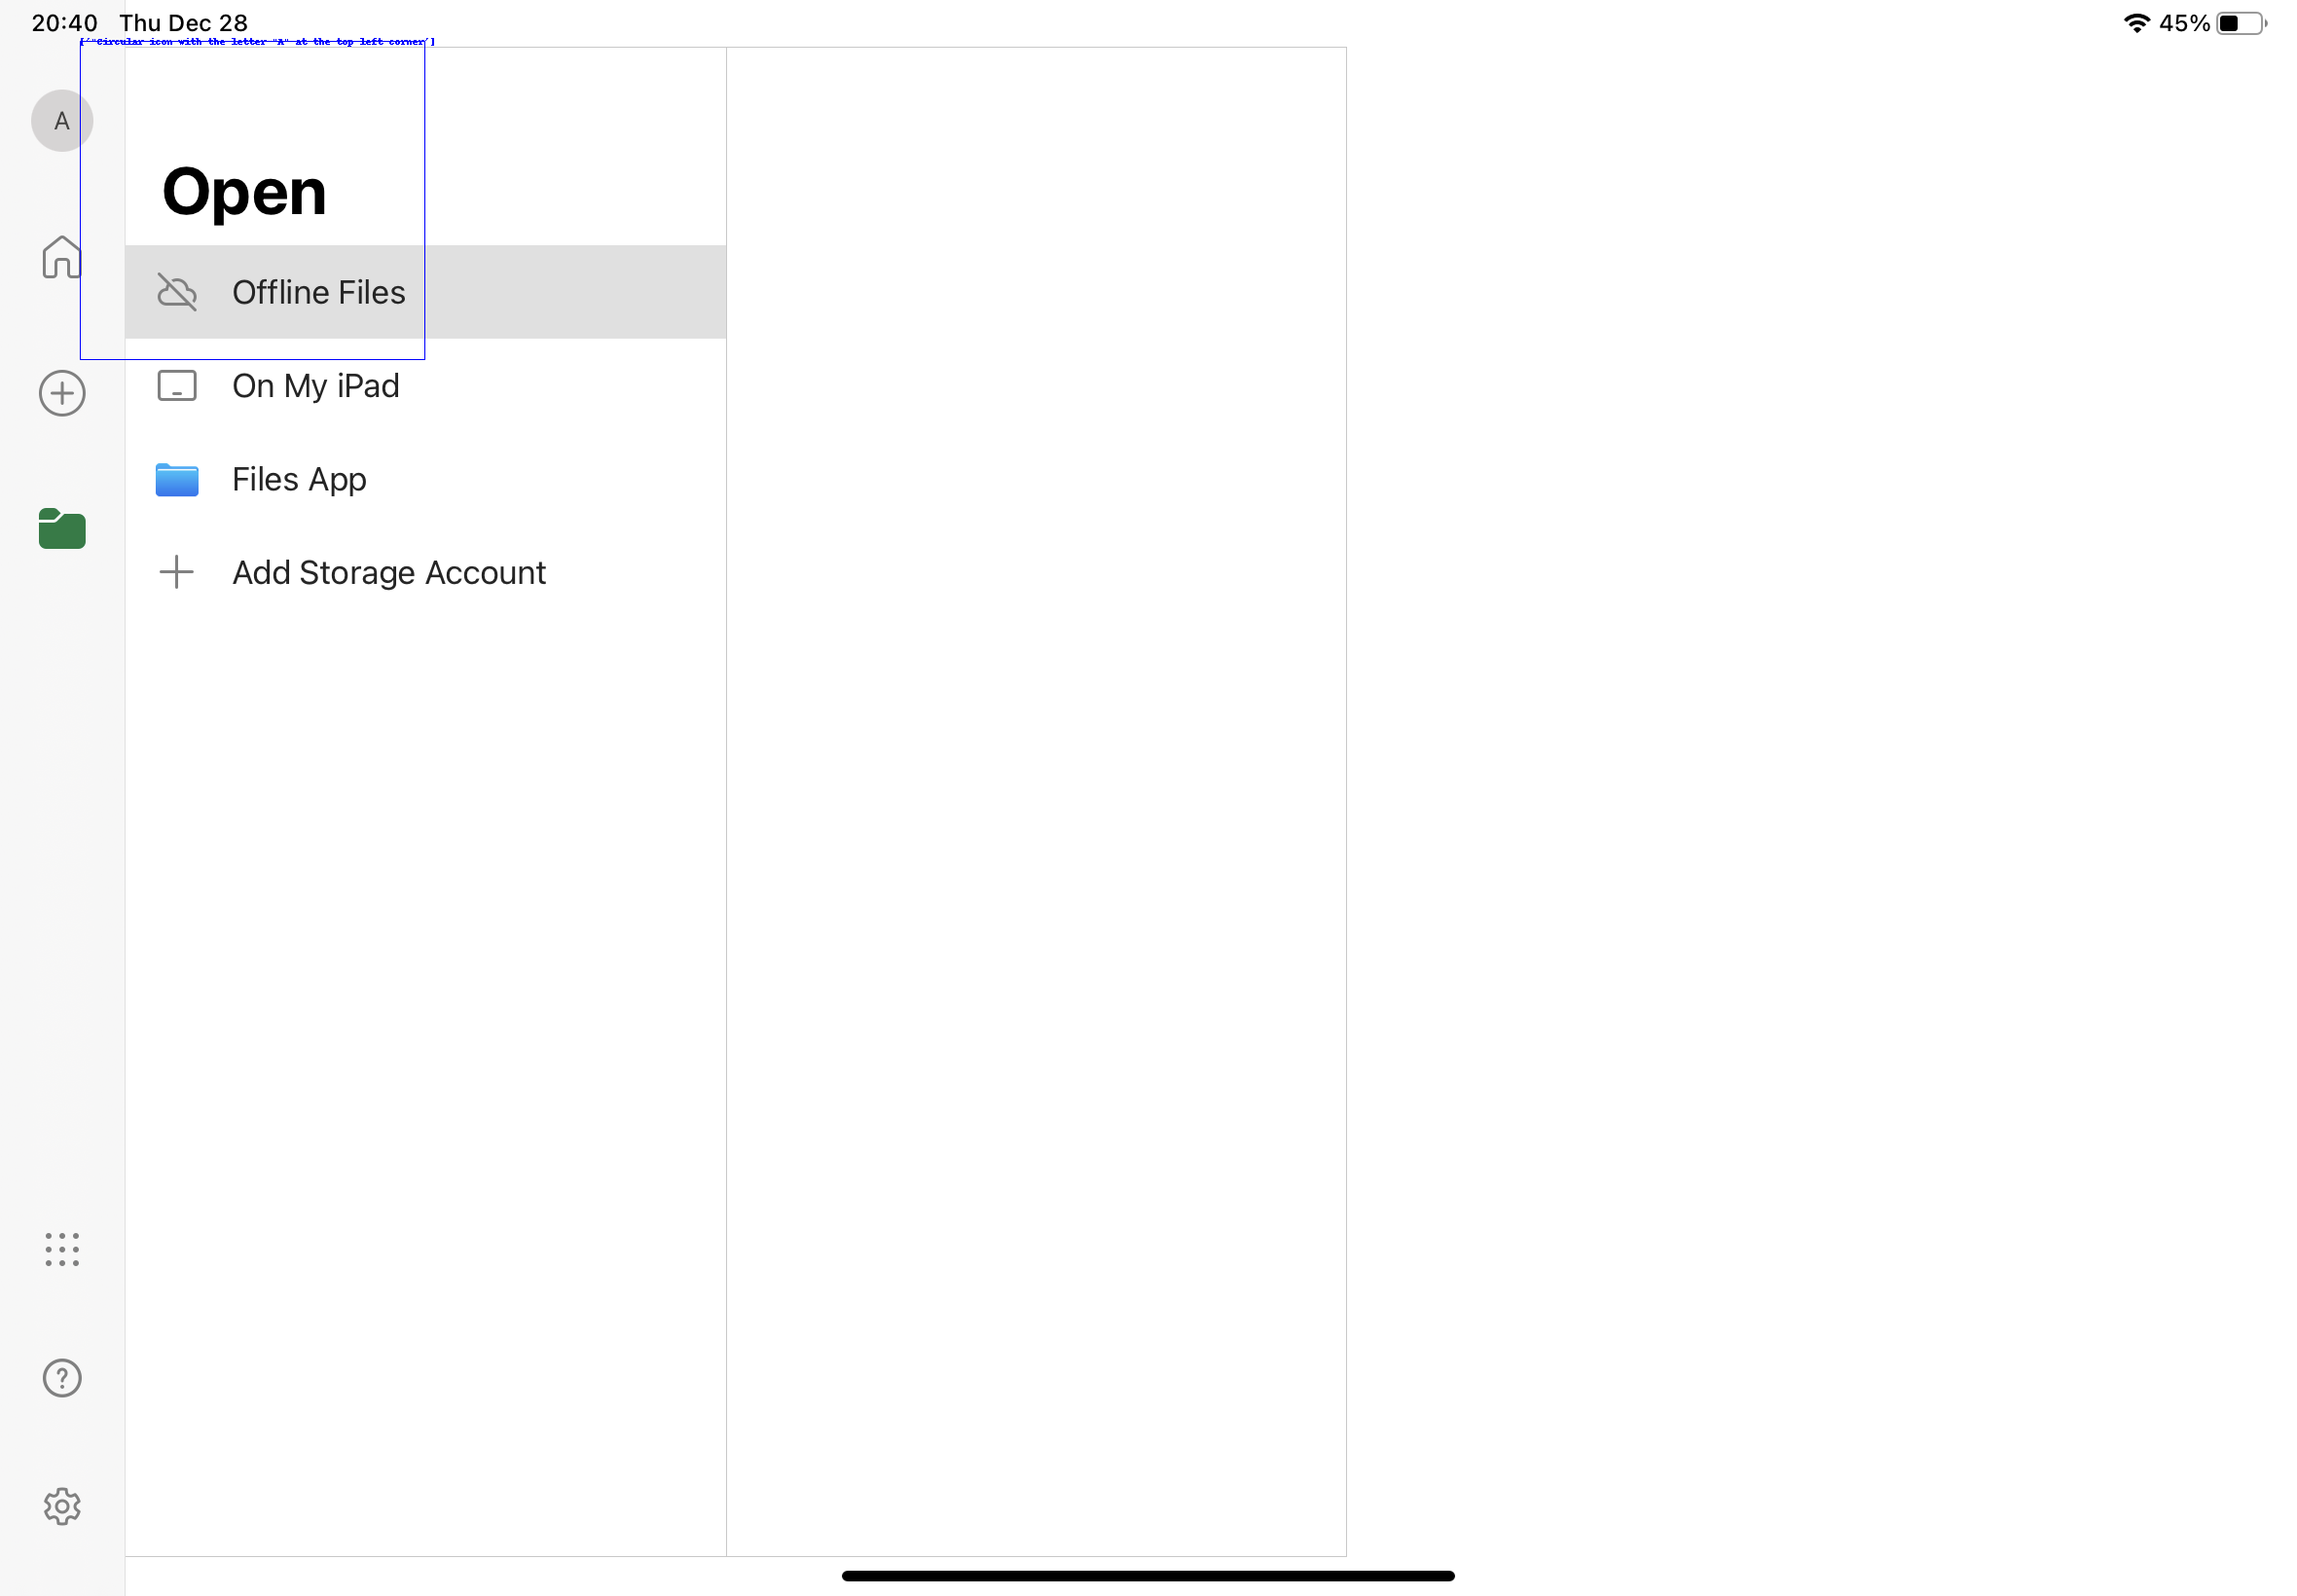 20:40 Thu Dec 28
45%
['"Circular icon with the letter "A" at the top left corner']
A
Open
Offline Files
On My iPad
Files App
Add Storage Account
?